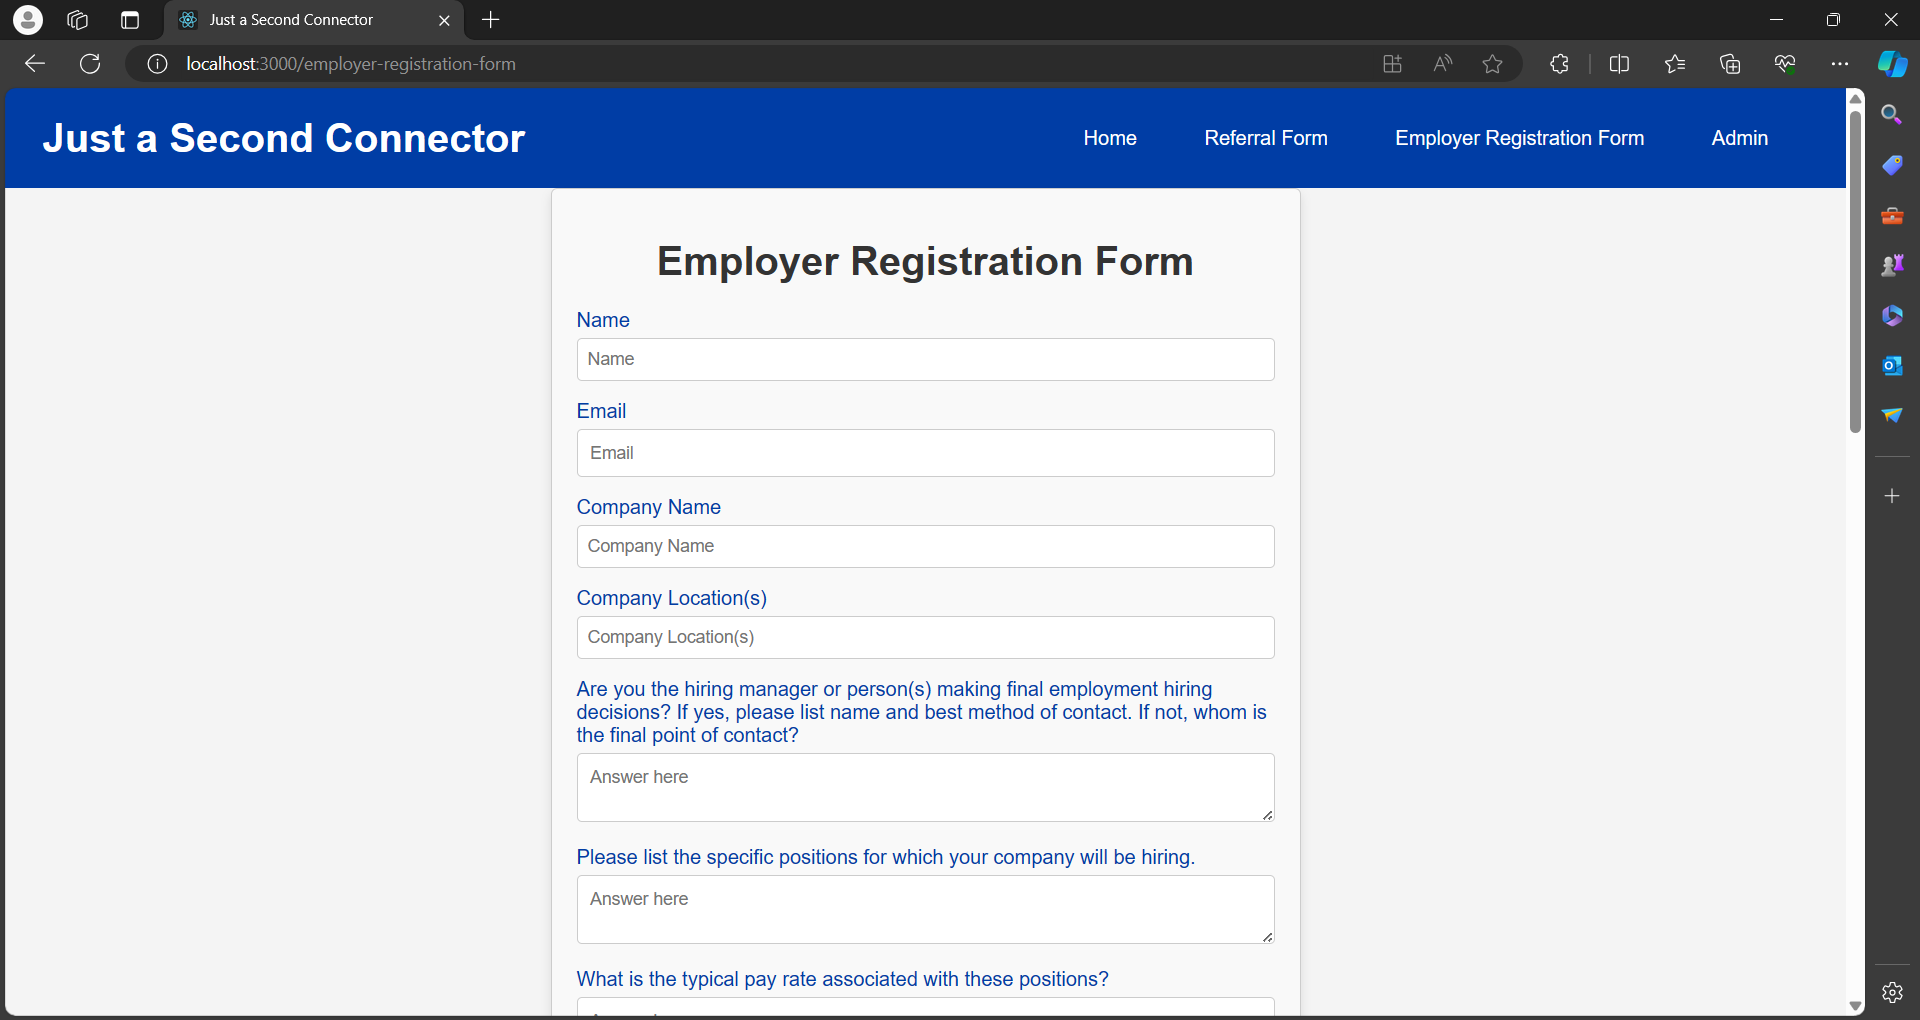 Just a Second Connector
localhost:3000/employer-registration-form
Just a Second Connector
Home Referral Form Employer Registration Form Admin
Employer Registration Form
Name
Name
Email
Email
Company Name
Company Name
Company Location(s)
Company Location(s)
Are you the hiring manager or person(s) making final employment hiring
decisions? If yes, please list name and best method of contact. If not, whom is
the final point of contact?
Answer here
Please list the specific positions for which your company will be hiring.
Answer here
What is the typical pay rate associated with these positions?